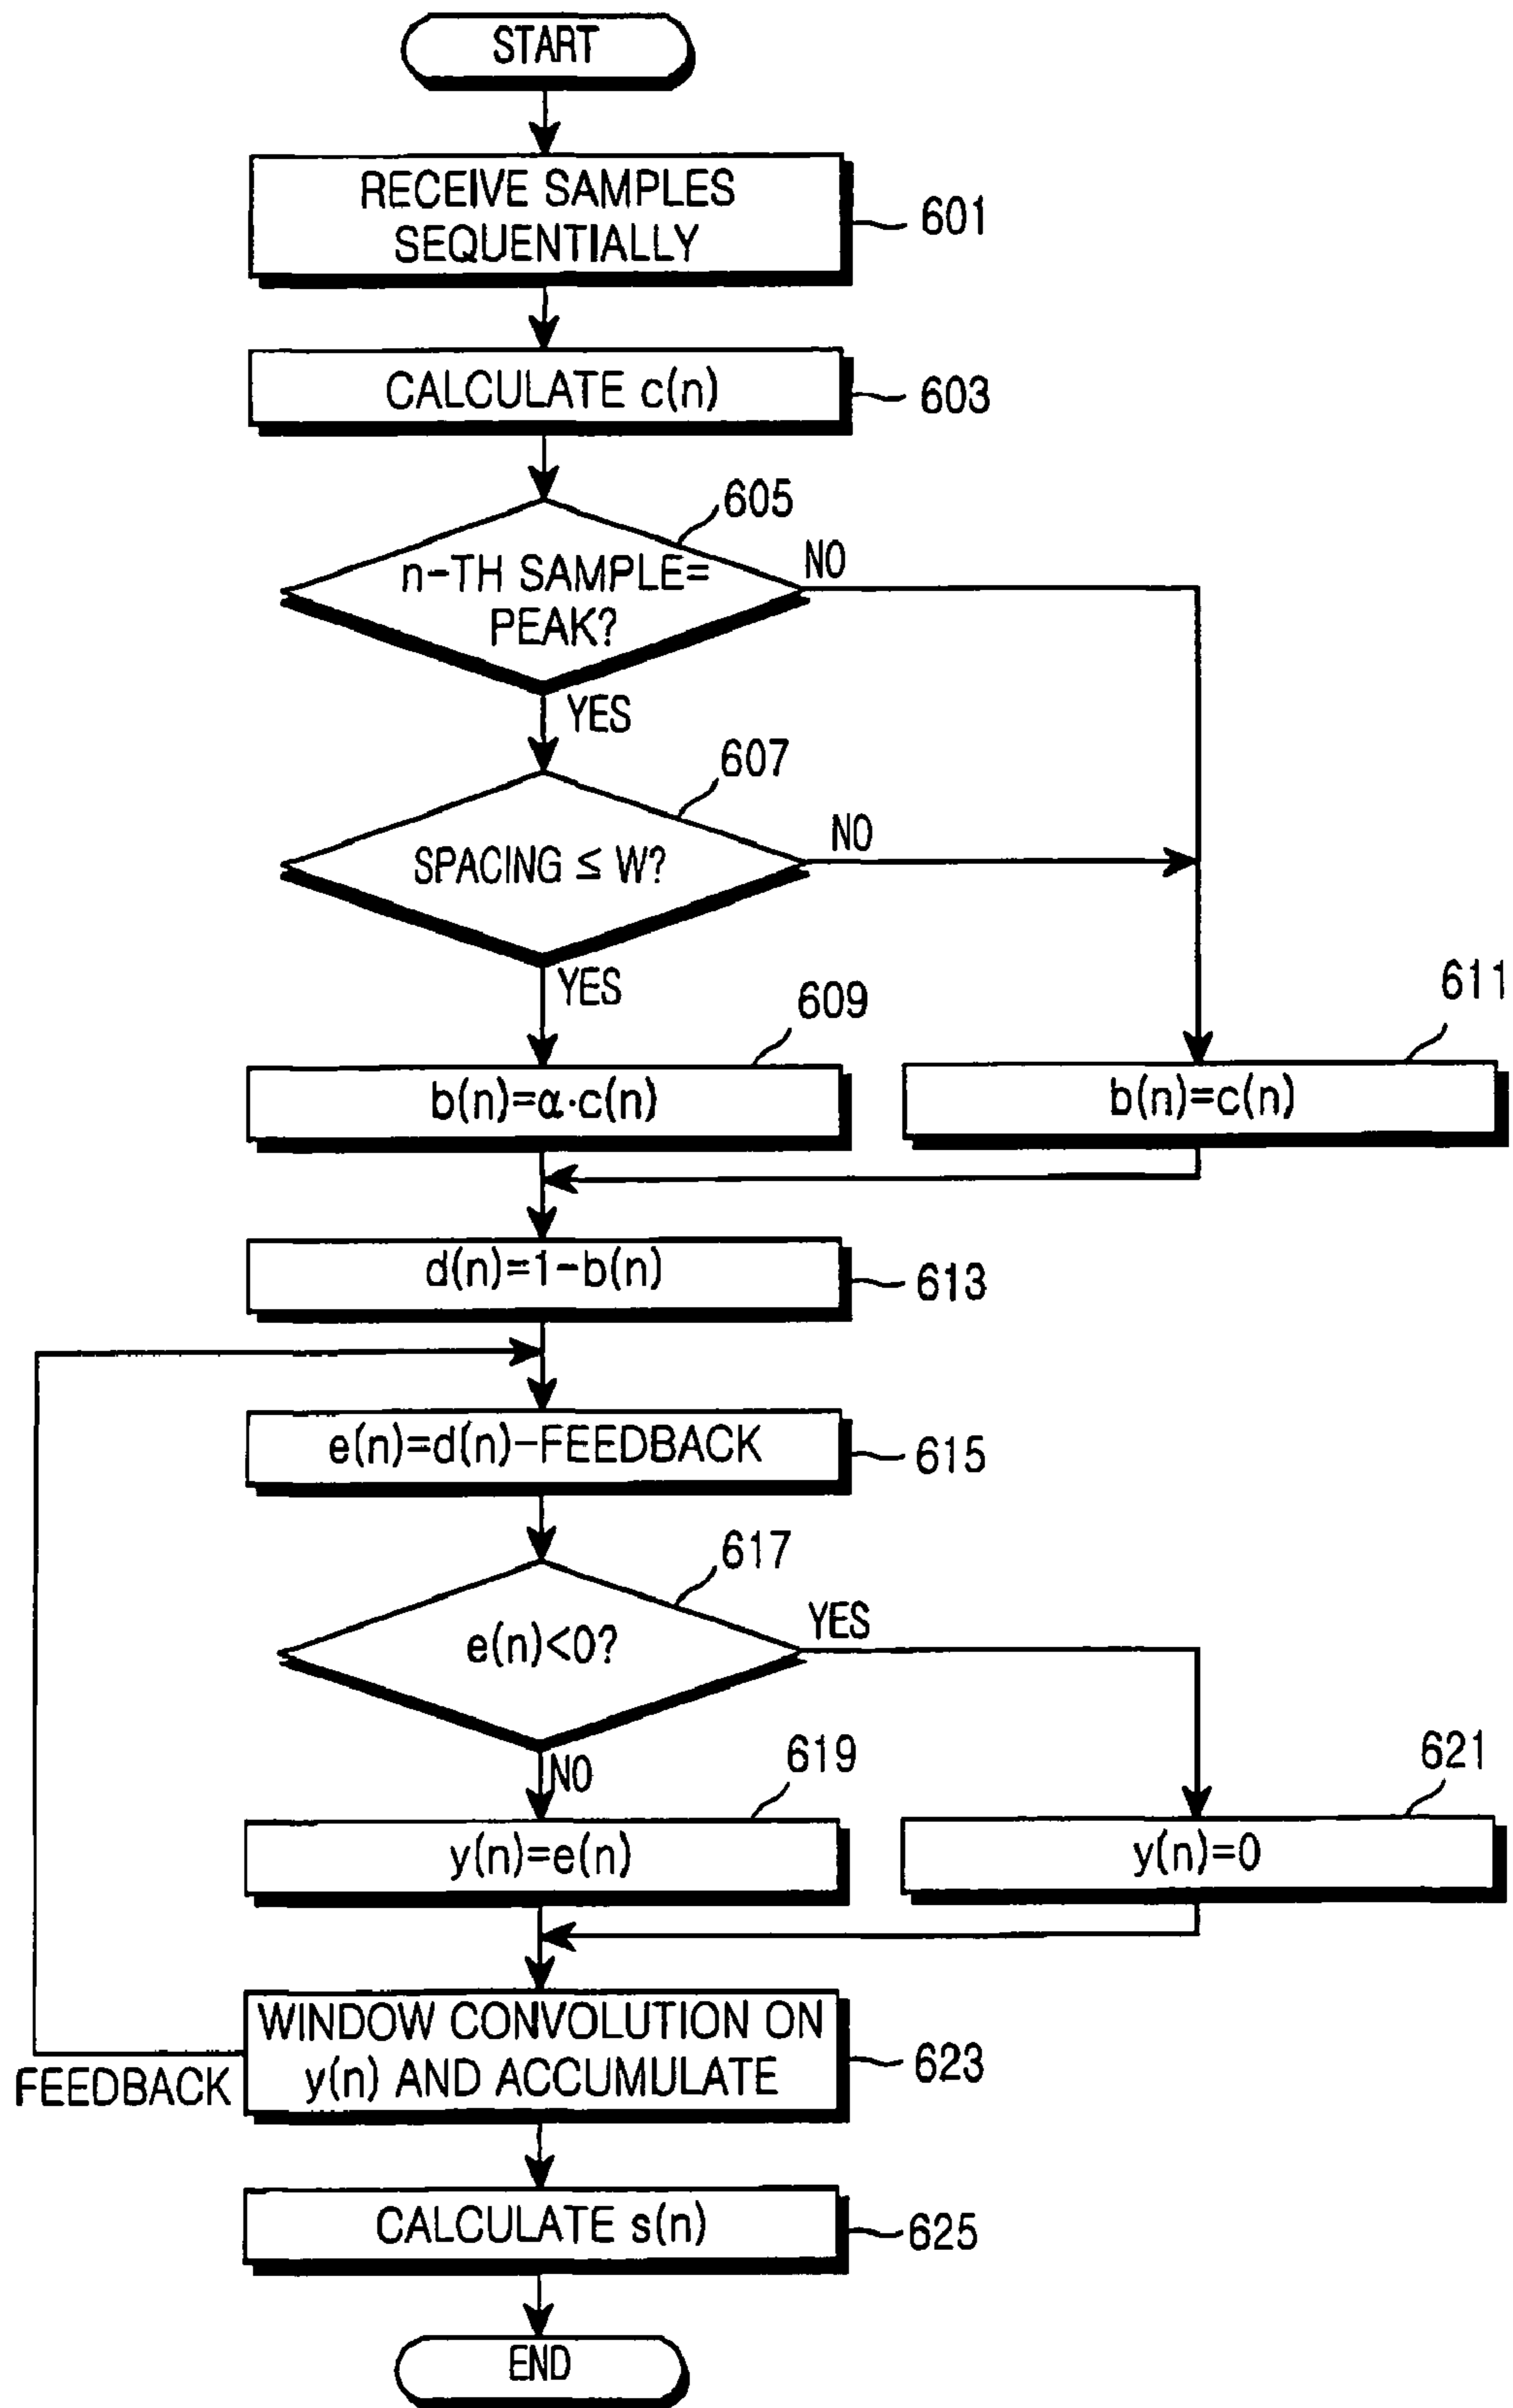 START
RECEIVE SAMPLES
SEQUENTIALLY
601
CALCULATE c(n)
603
605
n-TH SAMPLE=
PEAK?
NO
YES
607
SPACING ≤ W?
NO
YES
609
b(n)=α·c(n)
611
b(n)=c(n)
d(n)=1-b(n)
613
e(n)=d(n)-FEEDBACK
615
617
e(n)<0?
YES
NO
619
y(n)=e(n)
621
y(n)=0
WINDOW CONVOLUTION ON
y(n) AND ACCUMULATE
623
FEEDBACK
CALCULATE s(n)
625
END